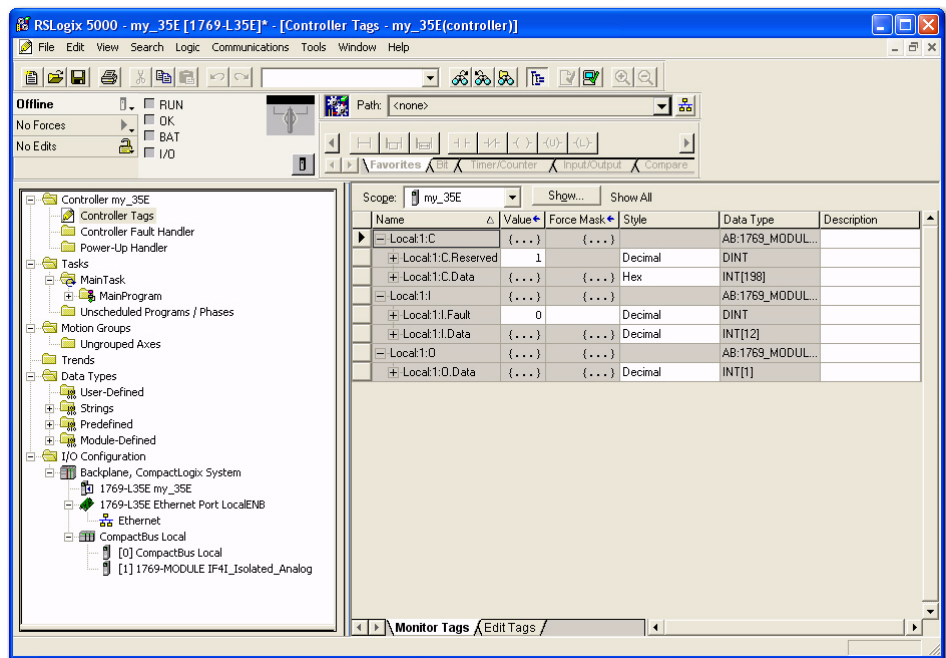 RSLogix 5000 - my_35E [1769-L35E]* - [Controller Tags - my_35E(controller)]
File Edit View Search Logic Communications Tools Window Help
Offline
RUN
No Forces
OK
BAT
No Edits
I/O
Path: <none>
Favorites Bit Timer/Counter Input/Output Compare
Controller my_35E
Controller Tags
Controller Fault Handler
Power-Up Handler
Tasks
MainTask
MainProgram
Unscheduled Programs / Phases
Motion Groups
Ungrouped Axes
Trends
Data Types
User-Defined
Strings
Predefined
Module-Defined
I/O Configuration
Backplane, CompactLogix System
1769-L35E my_35E
1769-L35E Ethernet Port LocalENB
Ethernet
CompactBus Local
[0] CompactBus Local
[1] 1769-MODULE IF4I_Isolated_Analog
Scope: my_35E Show... Show All
Name Value Force Mask Style Data Type Description
Local:1:C {...} {...} AB:1769_MODUL...
Local:1:C.Reserved 1 Decimal DINT
Local:1:C.Data {...} {...} Hex INT[198]
Local:1:I {...} {...} AB:1769_MODUL...
Local:1:I.Fault 0 Decimal DINT
Local:1:I.Data {...} {...} Decimal INT[12]
Local:1:O {...} {...} AB:1769_MODUL...
Local:1:O.Data {...} {...} Decimal INT[1]
Monitor Tags Edit Tags